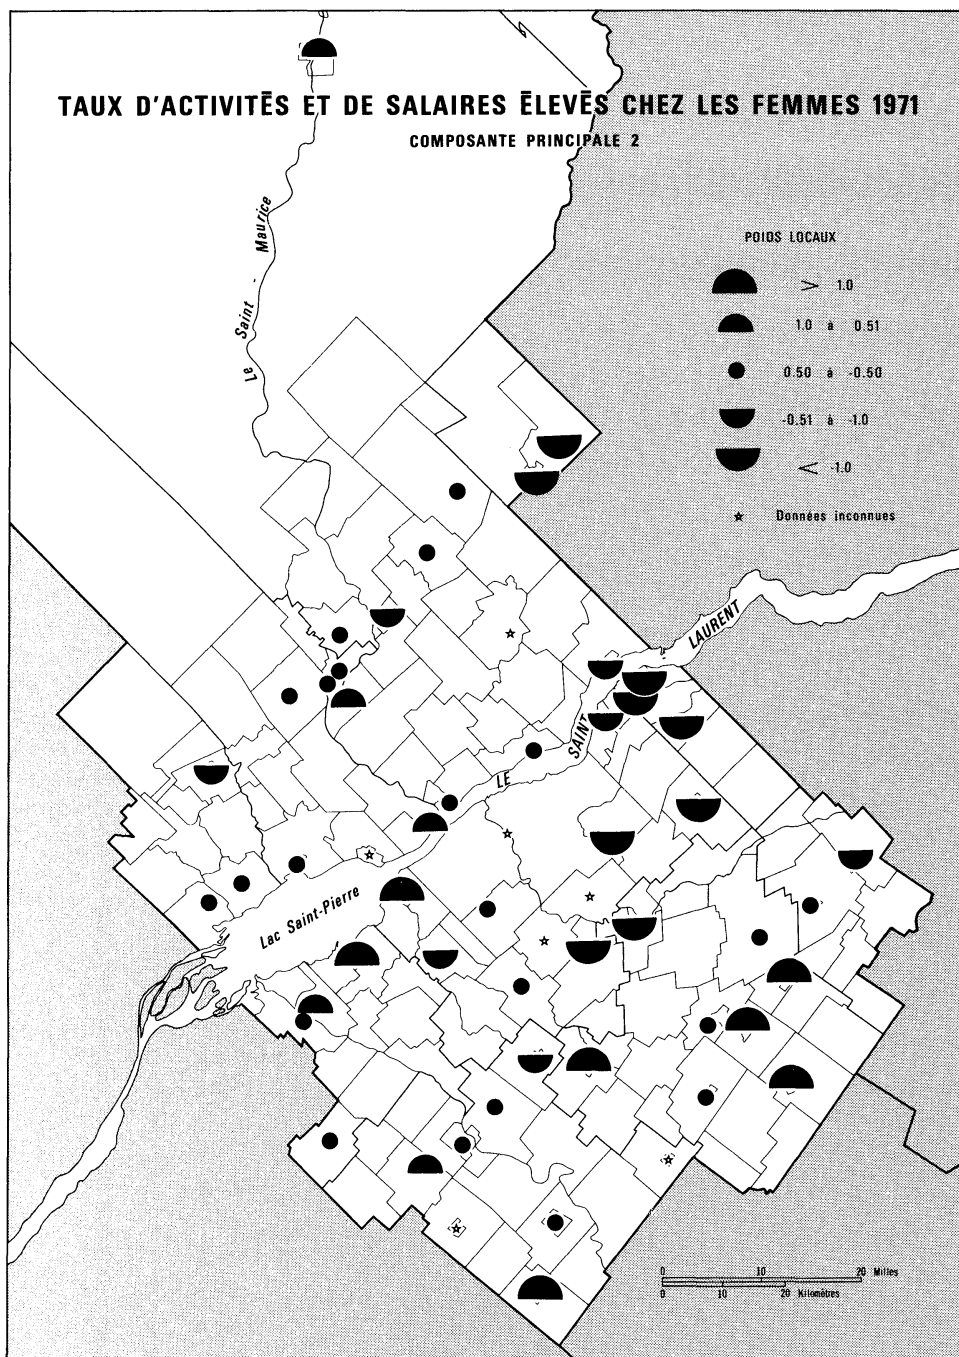 TAUX D'ACTIVITĒS ET DE SALAIRES ĒLEVĒS CHEZ LES FEMMES 1971
COMPOSANTE PRINCIPALE 2
POIDS LOCAUX
> 1.0
1.0 à 0.51
0.50 à -0.50
-0.51 à -1.0
< -1.0
Données inconnues
Le Saint - Maurice
LE SAINT LAURENT
Lac Saint-Pierre
0 10 20 Milles
0 10 20 Kilomètres